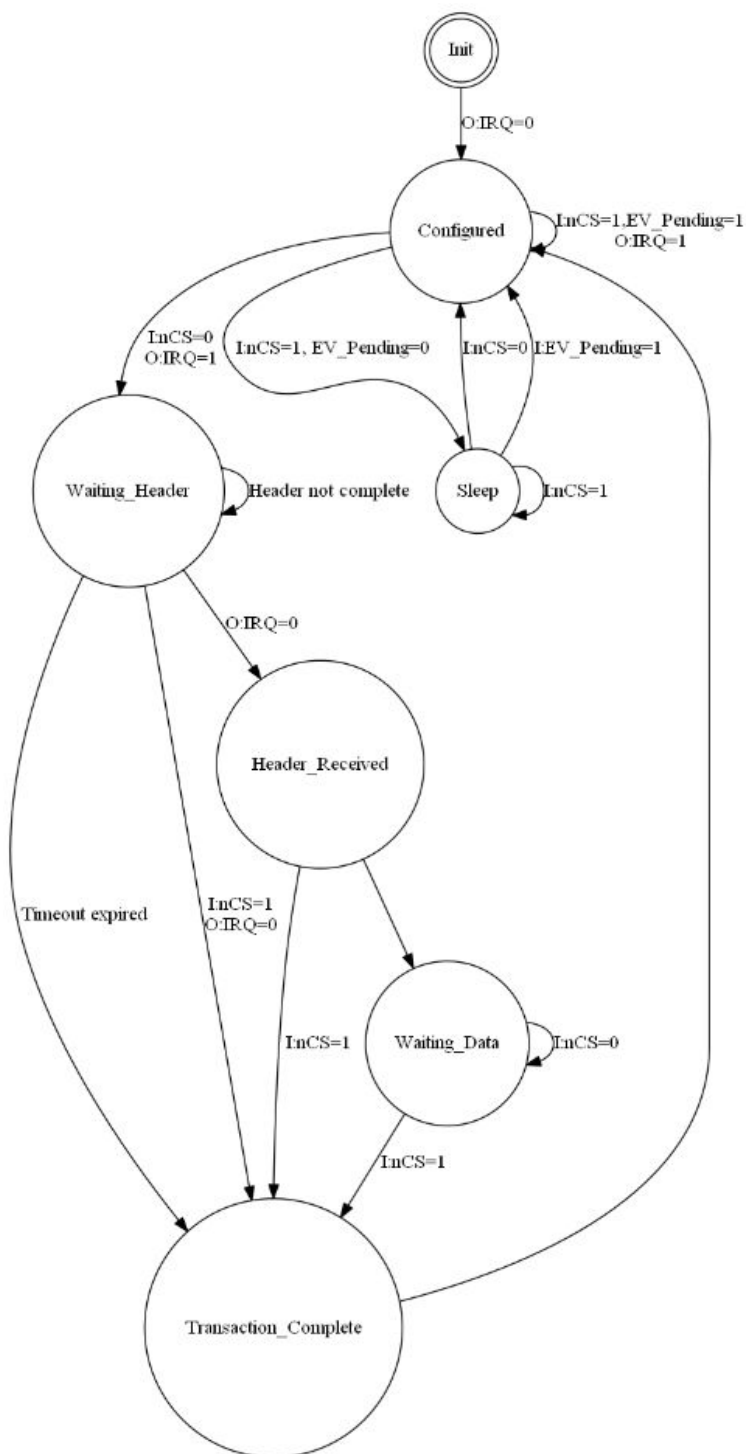 Init
O:IRQ=0
Configured
I:nCS=1,EV_Pending=1
O:IRQ=1
I:nCS=0
O:IRQ=1
I:nCS=1, EV_Pending=0
I:nCS=0
I:EV_Pending=1
Waiting_Header
Header not complete
Sleep
I:nCS=1
O:IRQ=0
Header_Received
Timeout expired
I:nCS=1
O:IRQ=0
I:nCS=1
Waiting_Data
I:nCS=0
I:nCS=1
Transaction_Complete